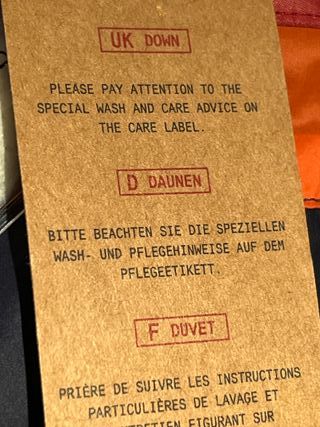 UK DOWN
PLEASE PAY ATTENTION TO THE
SPECIAL WASH AND CARE ADVICE ON
THE CARE LABEL.
D DAUNEN
BITTE BEACHTEN SIE DIE SPEZIELLEN
WASH- UND PFLEGEHINWEISE AUF DEM
PFLEGEETIKETT.
F DUVET
PRIÈRE DE SUIVRE LES INSTRUCTIONS
PARTICULIÈRES DE LAVAGE ET
FIGURANT SUR